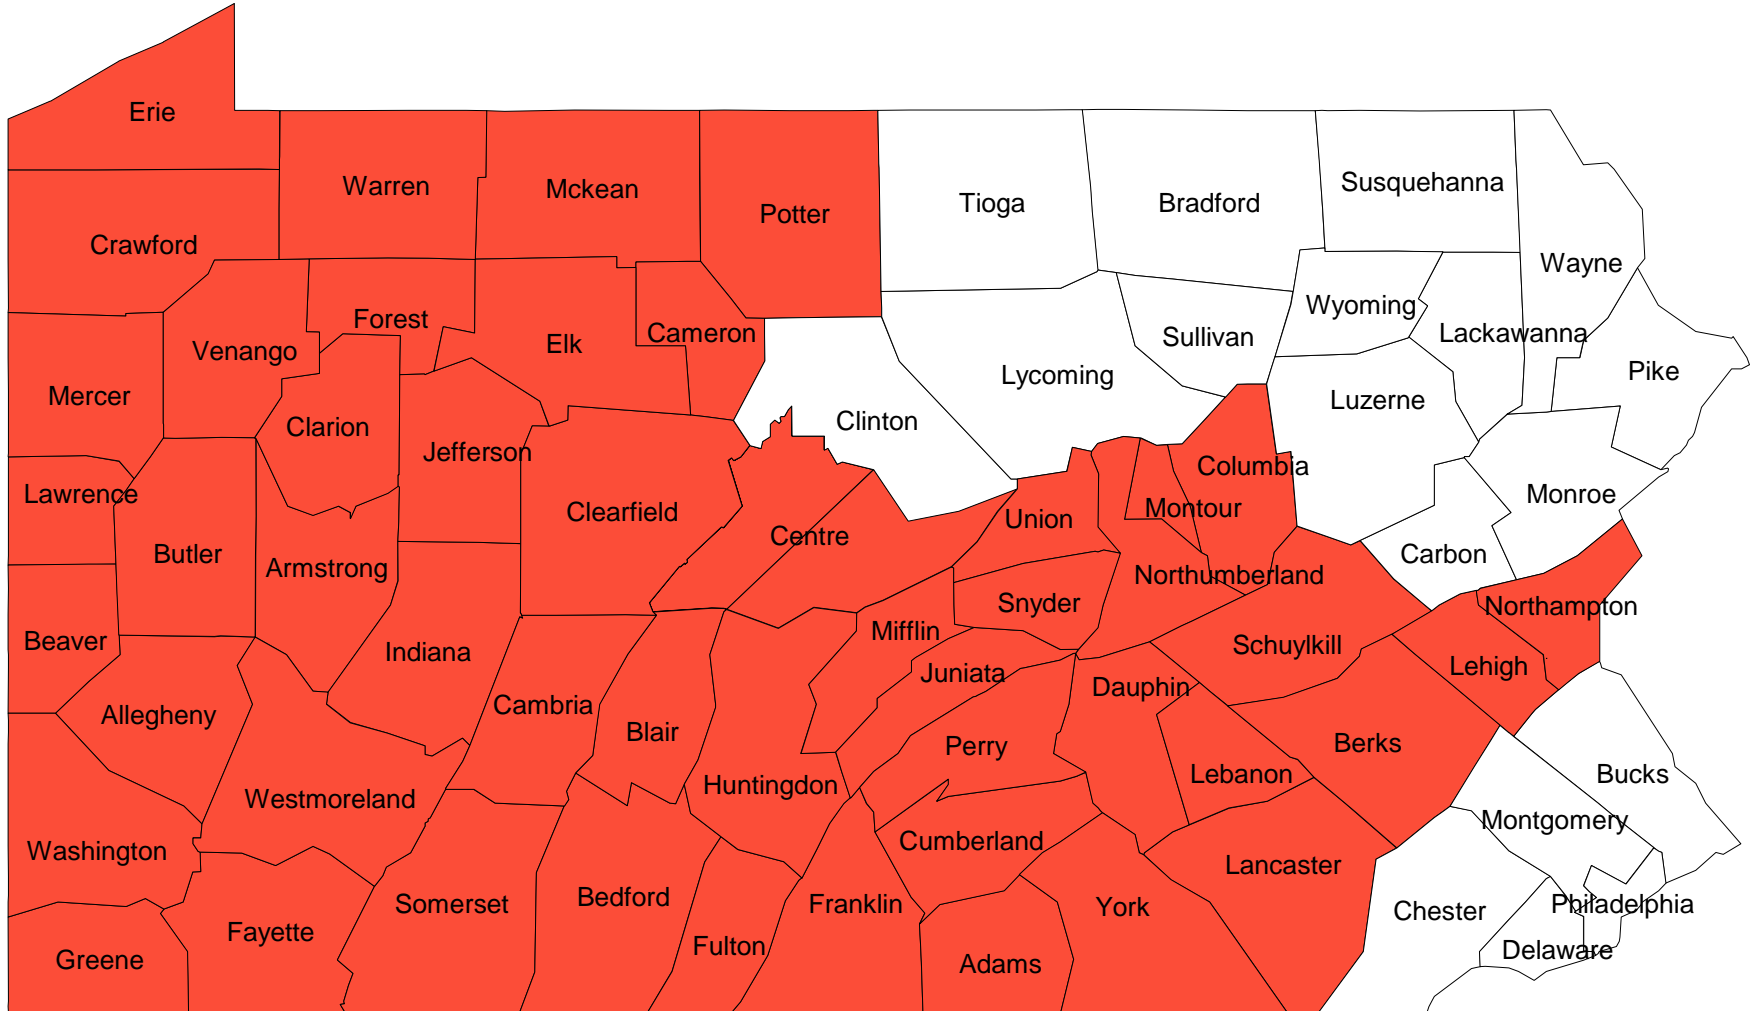 Erie
Warren
Mckean
Potter
Tioga
Bradford
Susquehanna
Crawford
Wayne
Forest
Cameron
Wyoming
Lackawanna
Venango
Elk
Sullivan
Pike
Mercer
Lycoming
Luzerne
Clarion
Clinton
Jefferson
Columbia
Lawrence
Monroe
Clearfield
Union
Montour
Centre
Butler
Armstrong
Carbon
Northumberland
Snyder
Northampton
Beaver
Mifflin
Indiana
Schuylkill
Juniata
Lehigh
Allegheny
Cambria
Dauphin
Blair
Perry
Berks
Lebanon
Bucks
Westmoreland
Huntingdon
Montgomery
Washington
Cumberland
Lancaster
Somerset
Bedford
Franklin
York
Chester
Philadelphia
Fayette
Fulton
Delaware
Greene
Adams